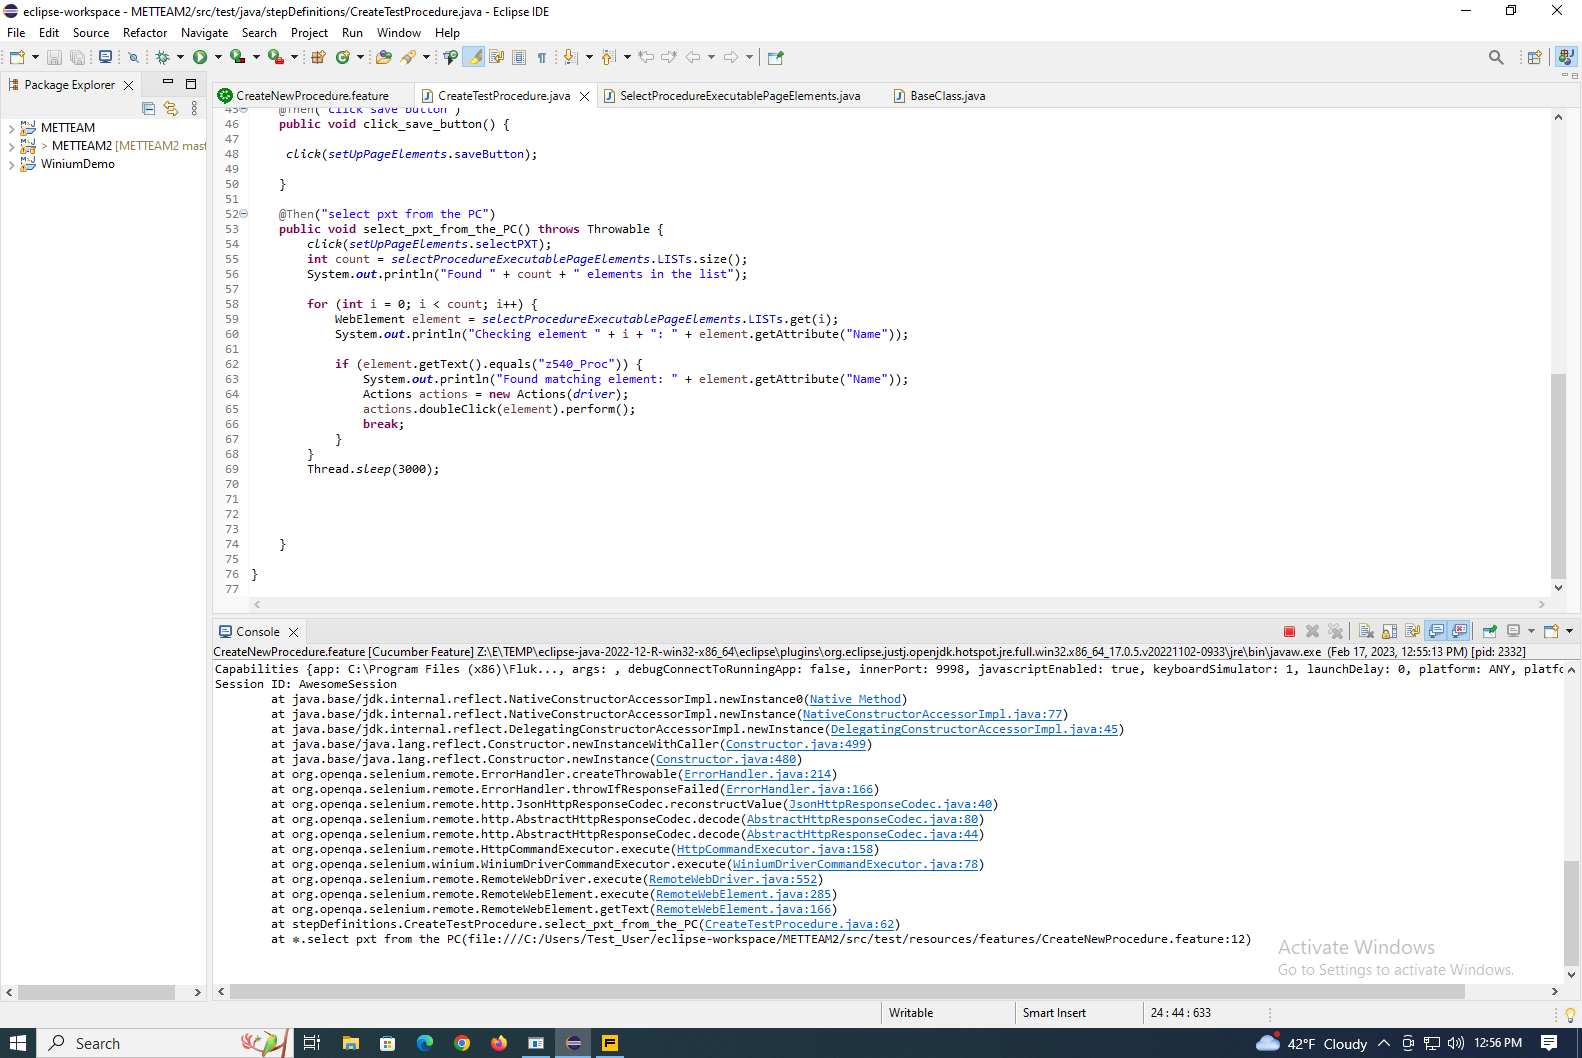 eclipse-workspace - METTEAM2/src/test/java/stepDefinitions/CreateTestProcedure.java - Eclipse IDE
File Edit Source Refactor Navigate Search Project Run Window Help
Package Explorer
METTEAM
> METTEAM2 [METTEAM2 mast
WiniumDemo
CreateNewProcedure.feature CreateTestProcedure.java SelectProcedureExecutablePageElements.java BaseClass.java
45 @Then("click save button")
46 public void click_save_button() {
47
48 click(setUpPageElements.saveButton);
49
50 }
51
52 @Then("select pxt from the PC")
53 public void select_pxt_from_the_PC() throws Throwable {
54 click(setUpPageElements.selectPXT);
55 int count = selectProcedureExecutablePageElements.LISTs.size();
56 System.out.println("Found " + count + " elements in the list");
57
58 for (int i = 0; i < count; i++) {
59 WebElement element = selectProcedureExecutablePageElements.LISTs.get(i);
60 System.out.println("Checking element " + i + ": " + element.getAttribute("Name"));
61
62 if (element.getText().equals("z540_Proc")) {
63 System.out.println("Found matching element: " + element.getAttribute("Name"));
64 Actions actions = new Actions(driver);
65 actions.doubleClick(element).perform();
66 break;
67 }
68 }
69 Thread.sleep(3000);
70
71
72
73
74 }
75
76 }
77
Console
CreateNewProcedure.feature [Cucumber Feature] Z:\E\TEMP\eclipse-java-2022-12-R-win32-x86_64\eclipse\plugins\org.eclipse.justj.openjdk.hotspot.jre.full.win32.x86_64_17.0.5.v20221102-0933\jre\bin\javaw.exe (Feb 17, 2023, 12:55:13 PM) [pid: 2332]
Capabilities {app: C:\Program Files (x86)\Fluk..., args: , debugConnectToRunningApp: false, innerPort: 9998, javascriptEnabled: true, keyboardSimulator: 1, launchDelay: 0, platform: ANY, platfo
Session ID: AwesomeSession
at java.base/jdk.internal.reflect.NativeConstructorAccessorImpl.newInstance0(Native Method)
at java.base/jdk.internal.reflect.NativeConstructorAccessorImpl.newInstance(NativeConstructorAccessorImpl.java:77)
at java.base/jdk.internal.reflect.DelegatingConstructorAccessorImpl.newInstance(DelegatingConstructorAccessorImpl.java:45)
at java.base/java.lang.reflect.Constructor.newInstanceWithCaller(Constructor.java:499)
at java.base/java.lang.reflect.Constructor.newInstance(Constructor.java:480)
at org.openqa.selenium.remote.ErrorHandler.createThrowable(ErrorHandler.java:214)
at org.openqa.selenium.remote.ErrorHandler.throwIfResponseFailed(ErrorHandler.java:166)
at org.openqa.selenium.remote.http.JsonHttpResponseCodec.reconstructValue(JsonHttpResponseCodec.java:40)
at org.openqa.selenium.remote.http.AbstractHttpResponseCodec.decode(AbstractHttpResponseCodec.java:80)
at org.openqa.selenium.remote.http.AbstractHttpResponseCodec.decode(AbstractHttpResponseCodec.java:44)
at org.openqa.selenium.remote.HttpCommandExecutor.execute(HttpCommandExecutor.java:158)
at org.openqa.selenium.winium.WiniumDriverCommandExecutor.execute(WiniumDriverCommandExecutor.java:78)
at org.openqa.selenium.remote.RemoteWebDriver.execute(RemoteWebDriver.java:552)
at org.openqa.selenium.remote.RemoteWebElement.execute(RemoteWebElement.java:285)
at org.openqa.selenium.remote.RemoteWebElement.getText(RemoteWebElement.java:166)
at stepDefinitions.CreateTestProcedure.select_pxt_from_the_PC(CreateTestProcedure.java:62)
at *.select pxt from the PC(file:///C:/Users/Test_User/eclipse-workspace/METTEAM2/src/test/resources/features/CreateNewProcedure.feature:12)
Activate Windows
Go to Settings to activate Windows.
Writable Smart Insert 24 : 44 : 633
Search 42°F Cloudy 12:56 PM